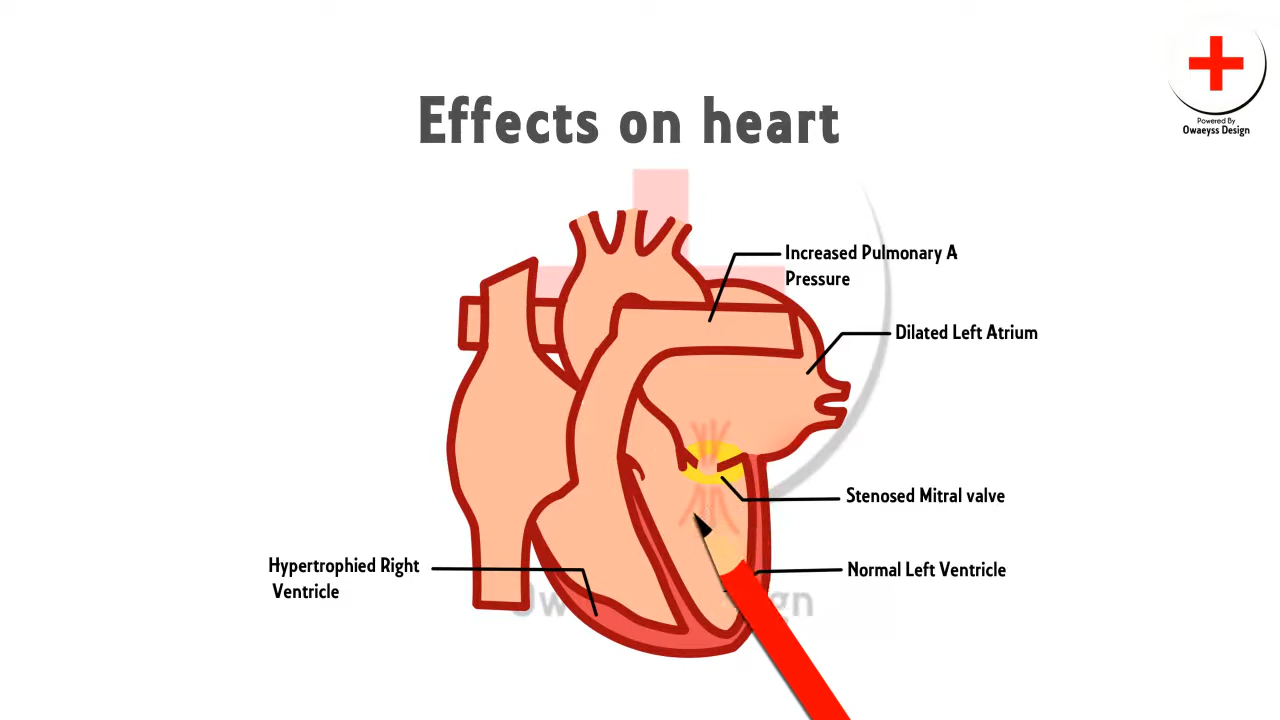 Powered By
Owaeyss Design
Effects on heart
Increased Pulmonary A
Pressure
Dilated Left Atrium
Stenosed Mitral valve
Hypertrophied Right
Ventricle
Normal Left Ventricle